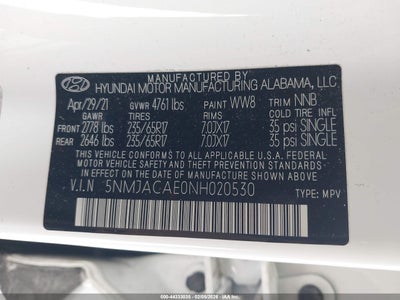 HYUNDAI MOTOR MANUFACTURING ALABAMA, LLC
Apr/29/21 GVWR 4761 lbs PAINT WW8 TRIM NNB
GAWR TIRES RIMS COLD TIRE INFL
FRONT 2778 lbs 235/65R17 7.0JX17 35 psi SINGLE
REAR 2646 lbs 235/65R17 7.0JX17 35 psi SINGLE
THIS VEHICLE CONFORMS TO ALL APPLICABLE
FEDERAL MOTOR VEHICLE SAFETY, BUMPER, AND
THEFT PREVENTION STANDARDS IN EFFECT ON
THE DATE OF MANUFACTURE SHOWN ABOVE.
V.I.N 5NMJACAE0NH020530 TYPE: MPV